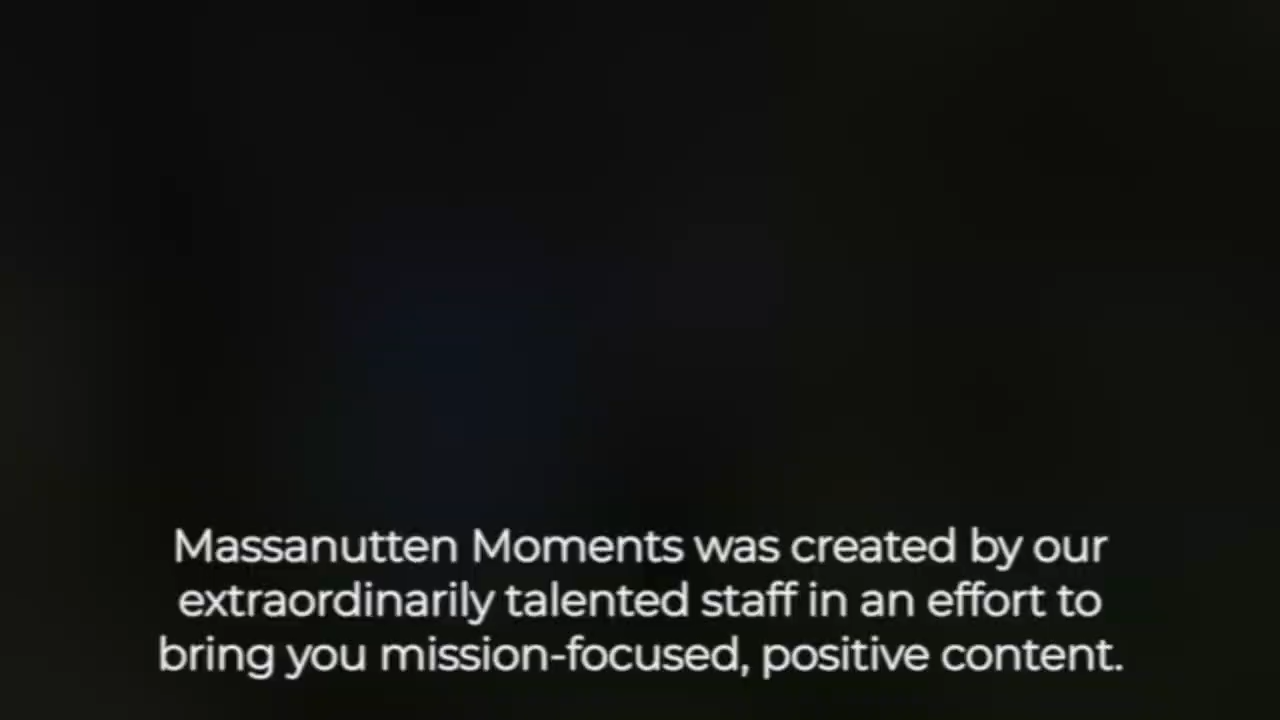 Massanutten Moments was created by our
extraordinarily talented staff in an effort to
bring you mission-focused, positive content.